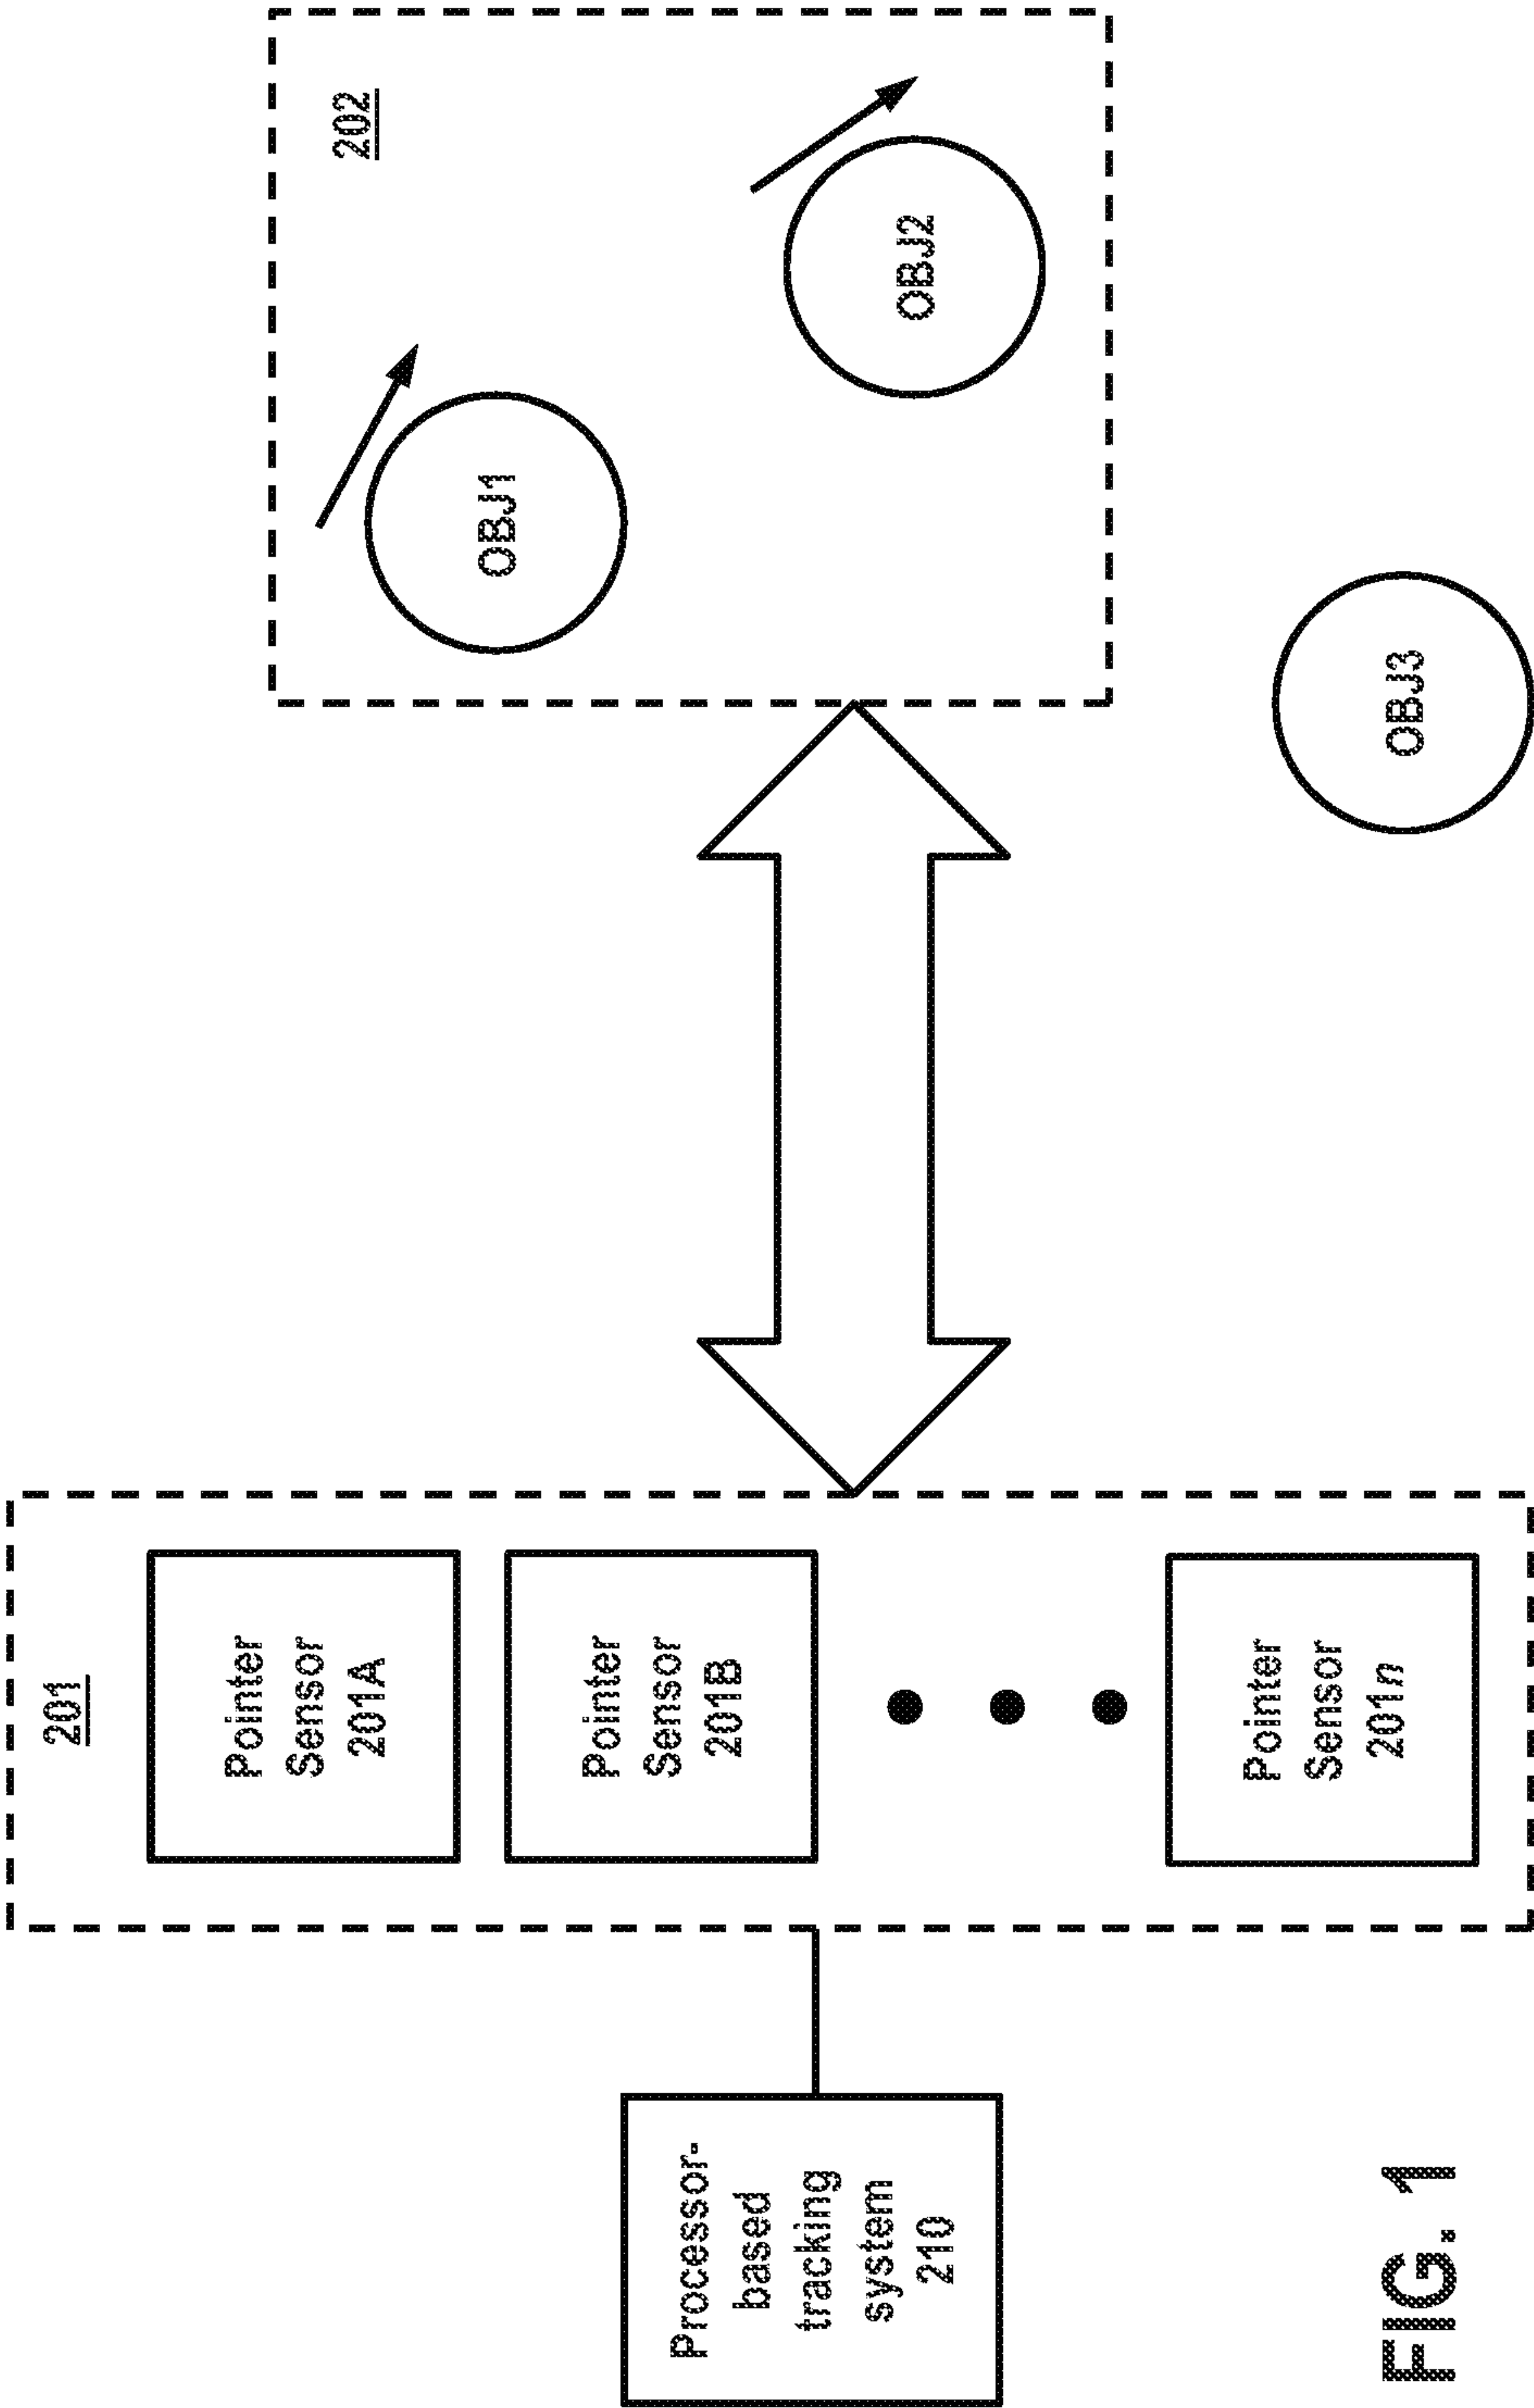 201
Pointer
Sensor
201A
Pointer
Sensor
201B
Pointer
Sensor
201n
Processor-
based
tracking
system
210
202
OBJ1
OBJ2
OBJ3
FIG. 1